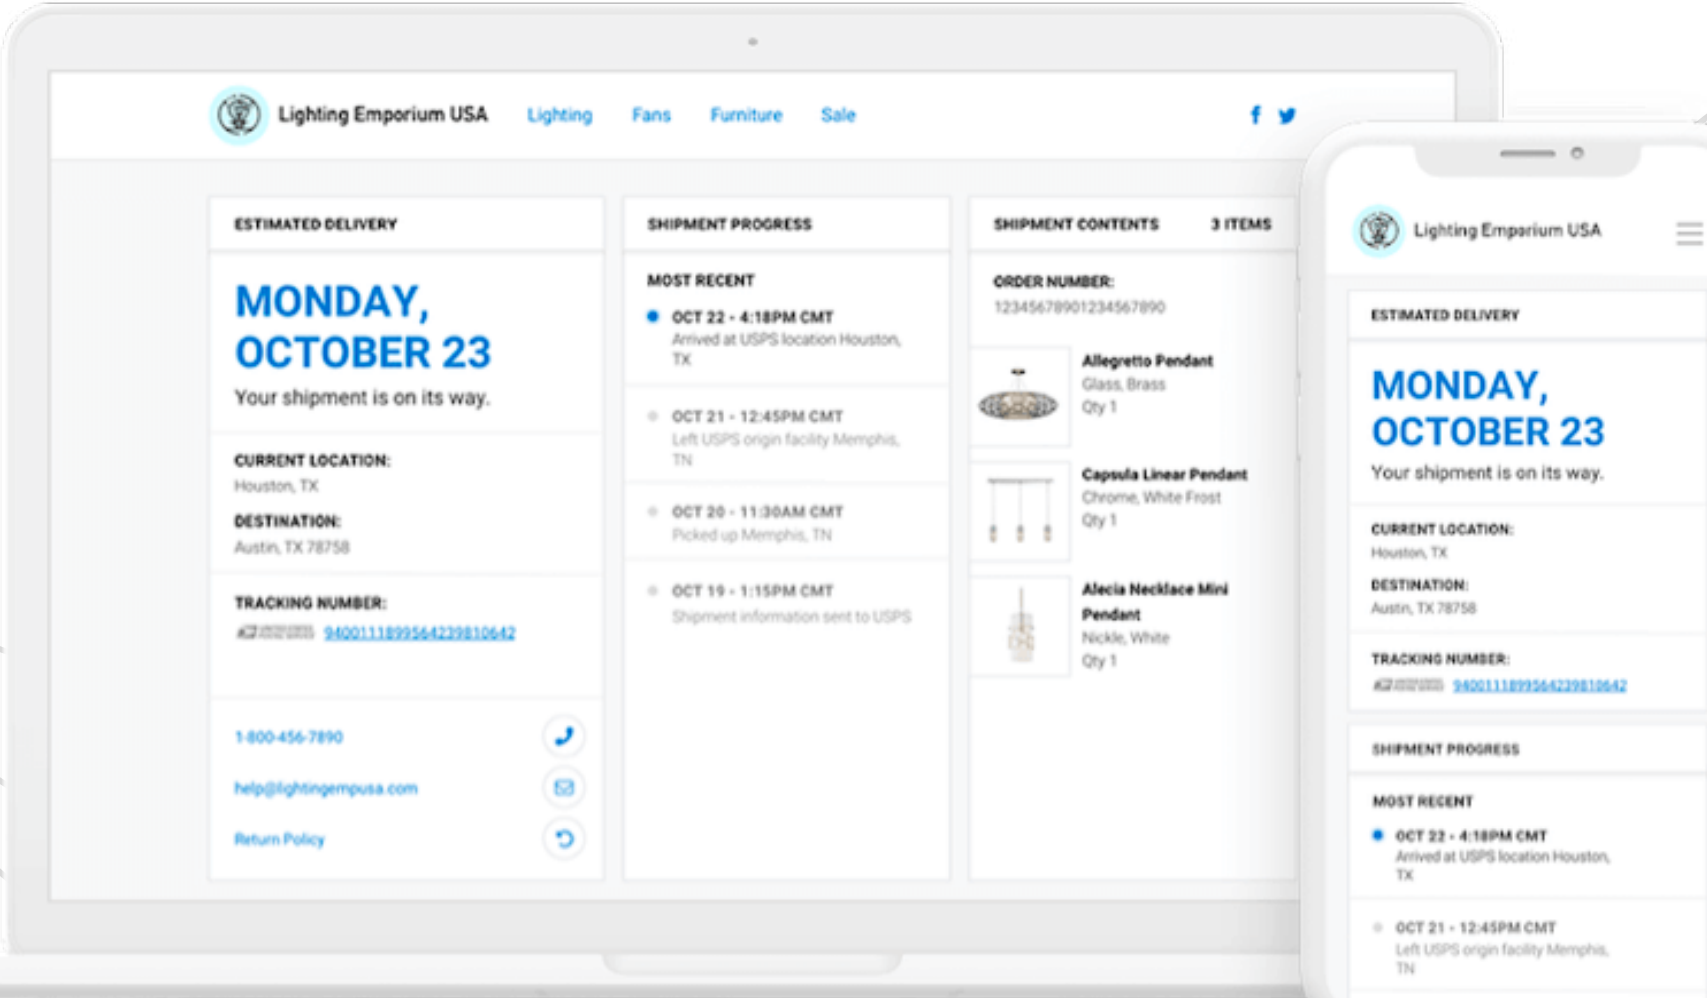 Lighting Emporium USA
Lighting
Fans
Furniture
Sale
ESTIMATED DELIVERY
MONDAY,
OCTOBER 23
Your shipment is on its way.
CURRENT LOCATION:
Houston, TX
DESTINATION:
Austin, TX 78758
TRACKING NUMBER:
9400111899564239810642
1-800-456-7890
help@lightingempusa.com
Return Policy
SHIPMENT PROGRESS
MOST RECENT
OCT 22 - 4:18PM CMT
Arrived at USPS location Houston,
TX
OCT 21 - 12:45PM CMT
Left USPS origin facility Memphis,
TN
OCT 20 - 11:30AM CMT
Picked up Memphis, TN
OCT 19 - 1:15PM CMT
Shipment information sent to USPS
SHIPMENT CONTENTS
3 ITEMS
ORDER NUMBER:
12345678901234567890
Allegretto Pendant
Glass, Brass
Qty 1
Capsula Linear Pendant
Chrome, White Frost
Qty 1
Alecia Necklace Mini
Pendant
Nickle, White
Qty 1
Lighting Emporium USA
ESTIMATED DELIVERY
MONDAY,
OCTOBER 23
Your shipment is on its way.
CURRENT LOCATION:
Houston, TX
DESTINATION:
Austin, TX 78758
TRACKING NUMBER:
9400111899564239810642
SHIPMENT PROGRESS
MOST RECENT
OCT 22 - 4:18PM CMT
Arrived at USPS location Houston,
TX
OCT 21 - 12:45PM CMT
Left USPS origin facility Memphis,
TN